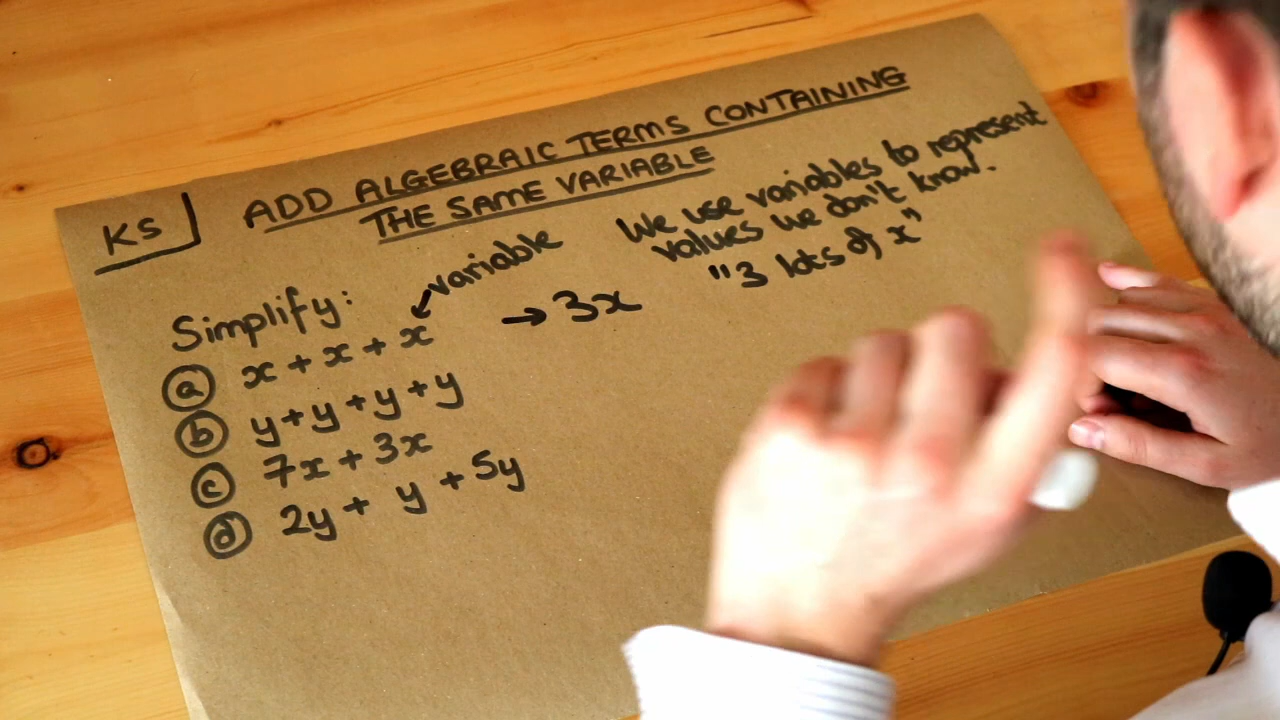 KS
ADD ALGEBRAIC TERMS CONTAINING
THE SAME VARIABLE
We use variables to represent
values we don't know.
"3 lots of x"
variable
Simplify:
a x + x + x → 3x
b y + y + y + y
c 7x + 3x
d 2y + y + 5y